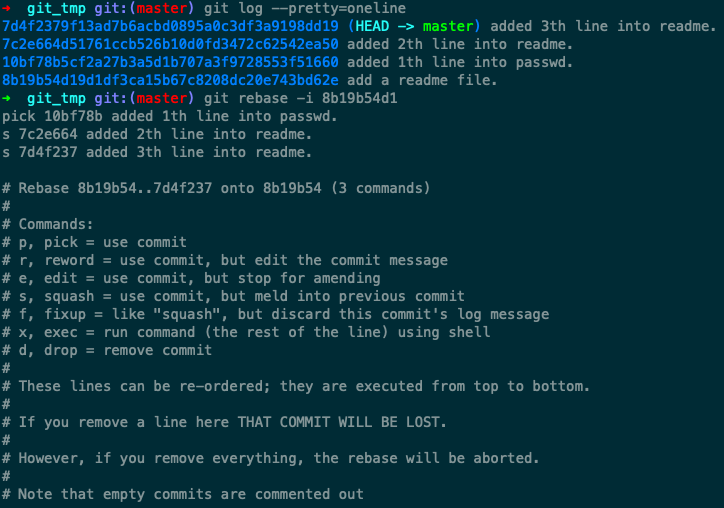 ➜  git_tmp git:(master) git log --pretty=oneline
7d4f2379f13ad7b6acbd0895a0c3df3a9198dd19 (HEAD -> master) added 3th line into readme.
7c2e664d51761ccb526b10d0fd3472c62542ea50 added 2th line into readme.
10bf78b5cf2a27b3a5d1b707a3f9728553f51660 added 1th line into passwd.
8b19b54d19d1df3ca15b67c8208dc20e743bd62e add a readme file.
➜  git_tmp git:(master) git rebase -i 8b19b54d1
pick 10bf78b added 1th line into passwd.
s 7c2e664 added 2th line into readme.
s 7d4f237 added 3th line into readme.

# Rebase 8b19b54..7d4f237 onto 8b19b54 (3 commands)
#
# Commands:
# p, pick = use commit
# r, reword = use commit, but edit the commit message
# e, edit = use commit, but stop for amending
# s, squash = use commit, but meld into previous commit
# f, fixup = like "squash", but discard this commit's log message
# x, exec = run command (the rest of the line) using shell
# d, drop = remove commit
#
# These lines can be re-ordered; they are executed from top to bottom.
#
# If you remove a line here THAT COMMIT WILL BE LOST.
#
# However, if you remove everything, the rebase will be aborted.
#
# Note that empty commits are commented out